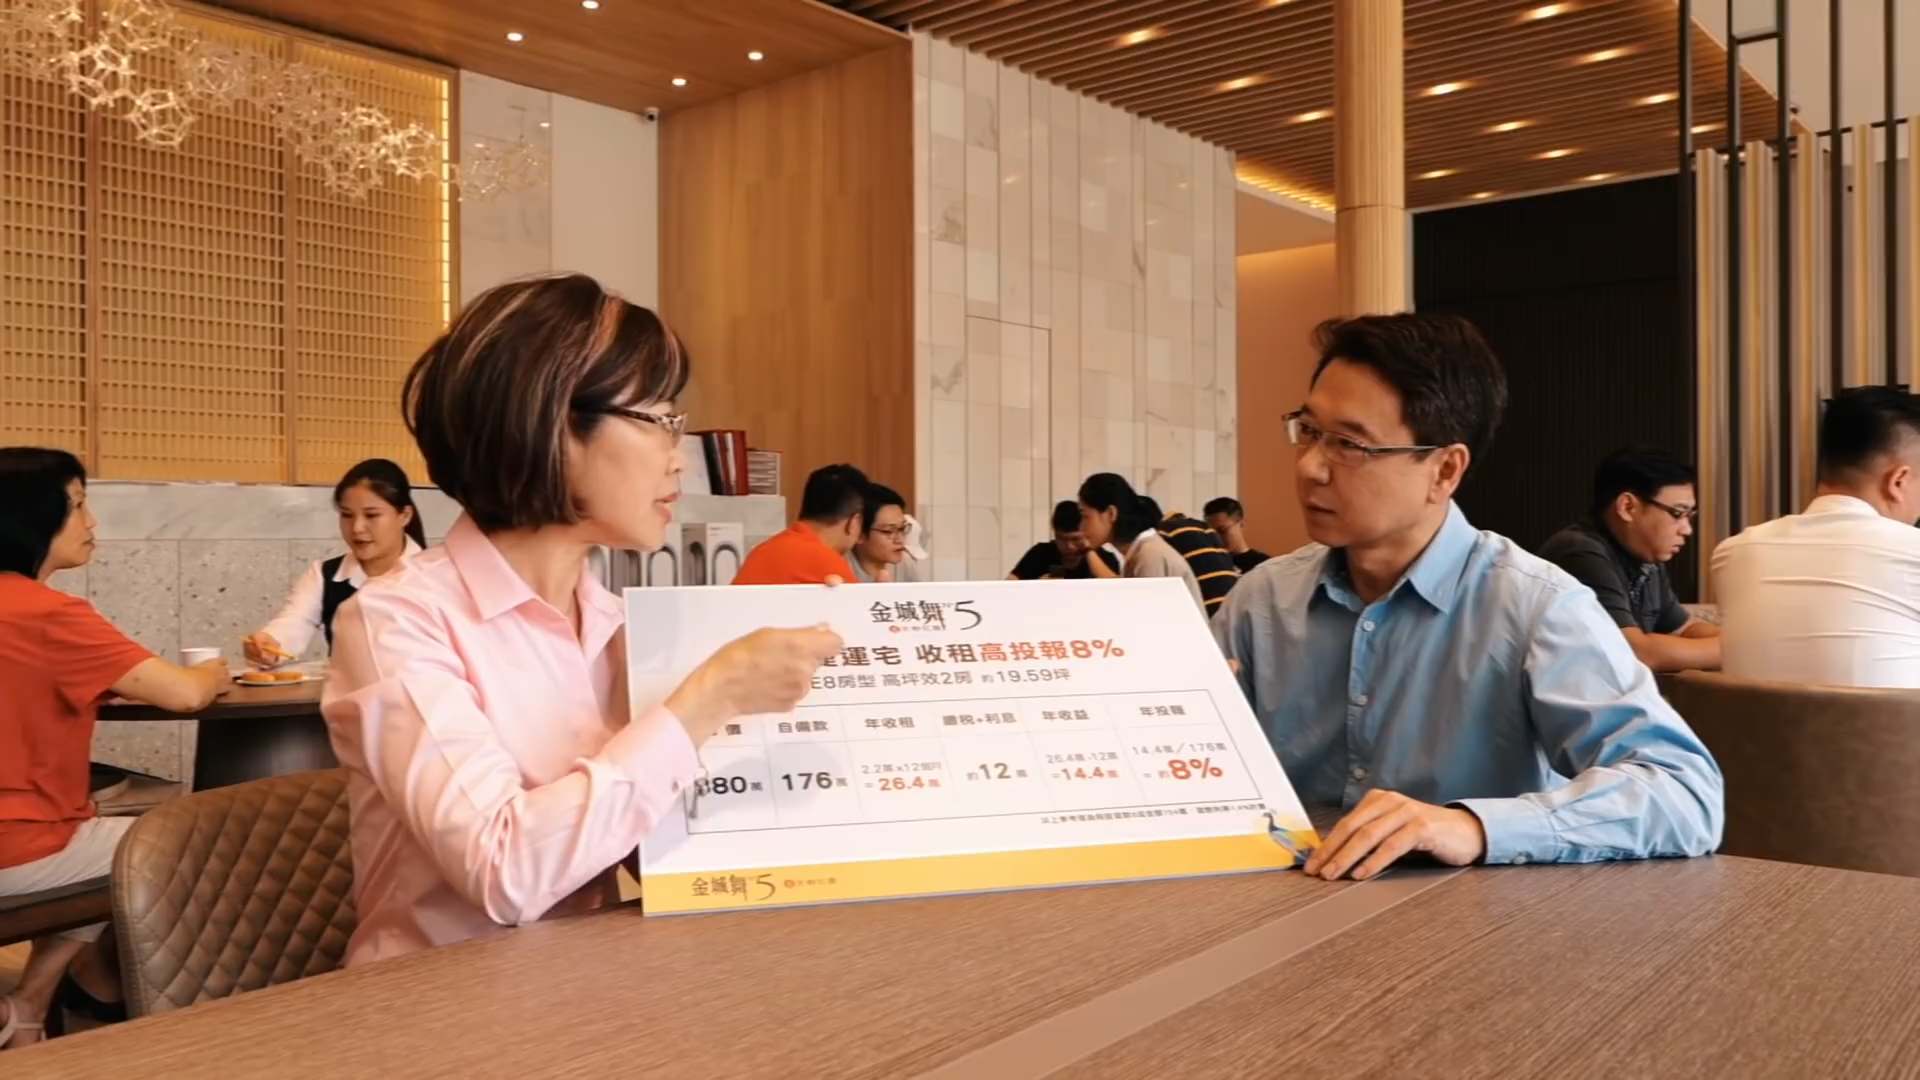 金城舞 5
運宅 收租高投報8%
E8房型 高坪效2房 約19.59坪
價 自備款 年收租 繳稅+利息 年收益 年投報
80萬 176萬 2.2萬x12個月 =26.4萬 約12萬 26.4萬-12萬 =14.4萬 14.4萬/176萬 =約8%
金城舞 5